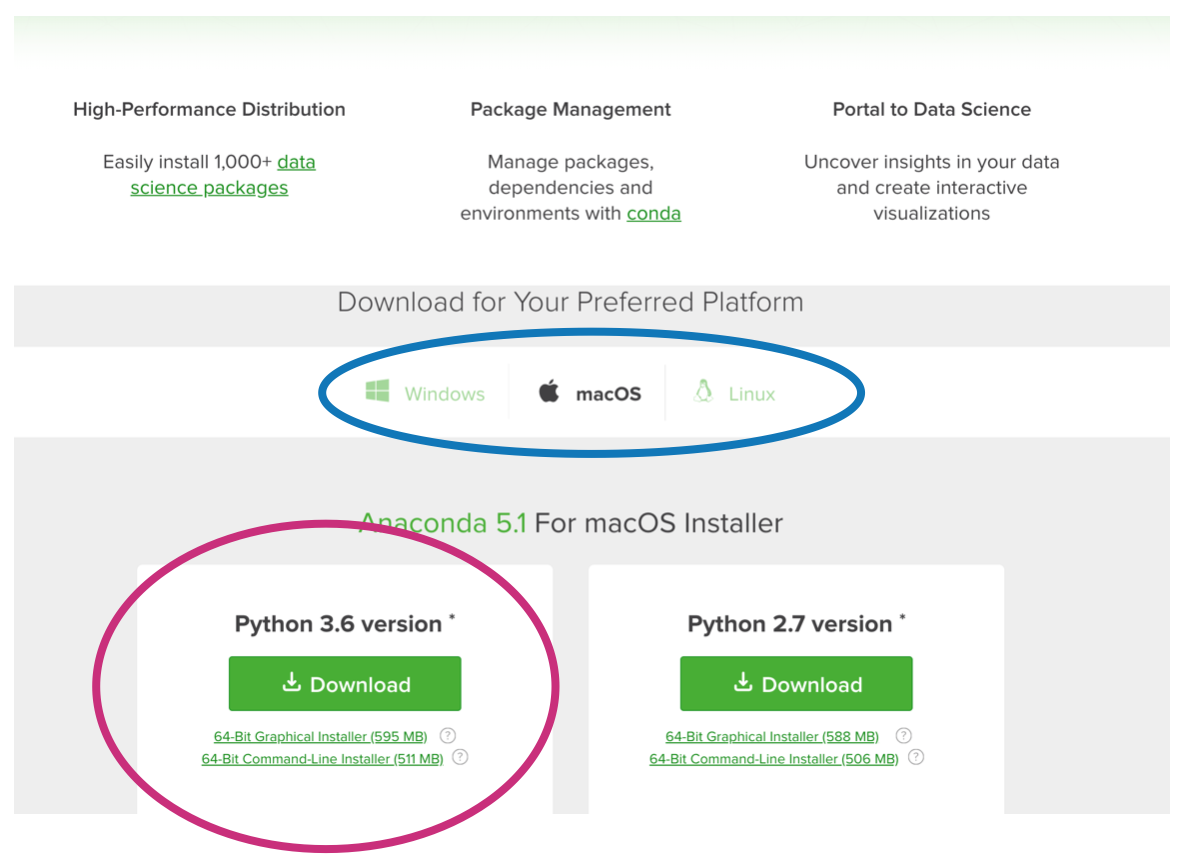 High-Performance Distribution
Easily install 1,000+ data
science packages
Package Management
Manage packages,
dependencies and
environments with conda
Portal to Data Science
Uncover insights in your data
and create interactive
visualizations
Download for Your Preferred Platform
Windows
macOS
Linux
Anaconda 5.1 For macOS Installer
Python 3.6 version *
Download
64-Bit Graphical Installer (595 MB) ?
64-Bit Command-Line Installer (511 MB) ?
Python 2.7 version *
Download
64-Bit Graphical Installer (588 MB) ?
64-Bit Command-Line Installer (506 MB) ?